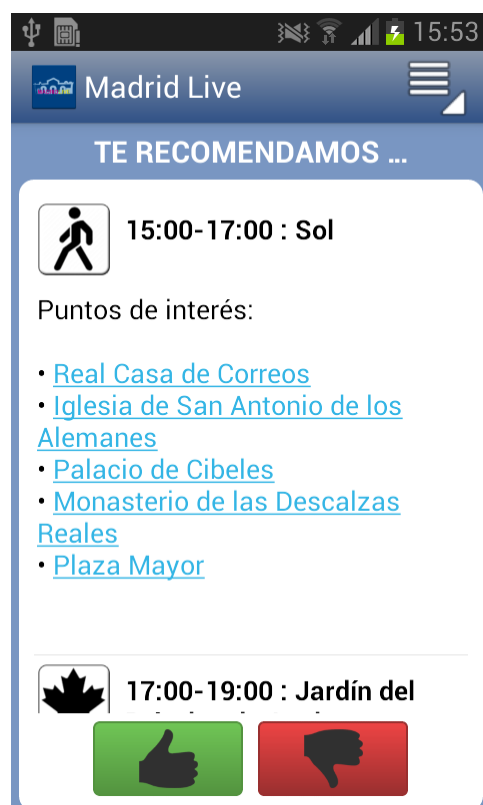 15:53
Madrid Live
TE RECOMENDAMOS ...
15:00-17:00 : Sol
Puntos de interés:
• Real Casa de Correos
• Iglesia de San Antonio de los
Alemanes
• Palacio de Cibeles
• Monasterio de las Descalzas
Reales
• Plaza Mayor
17:00-19:00 : Jardín del